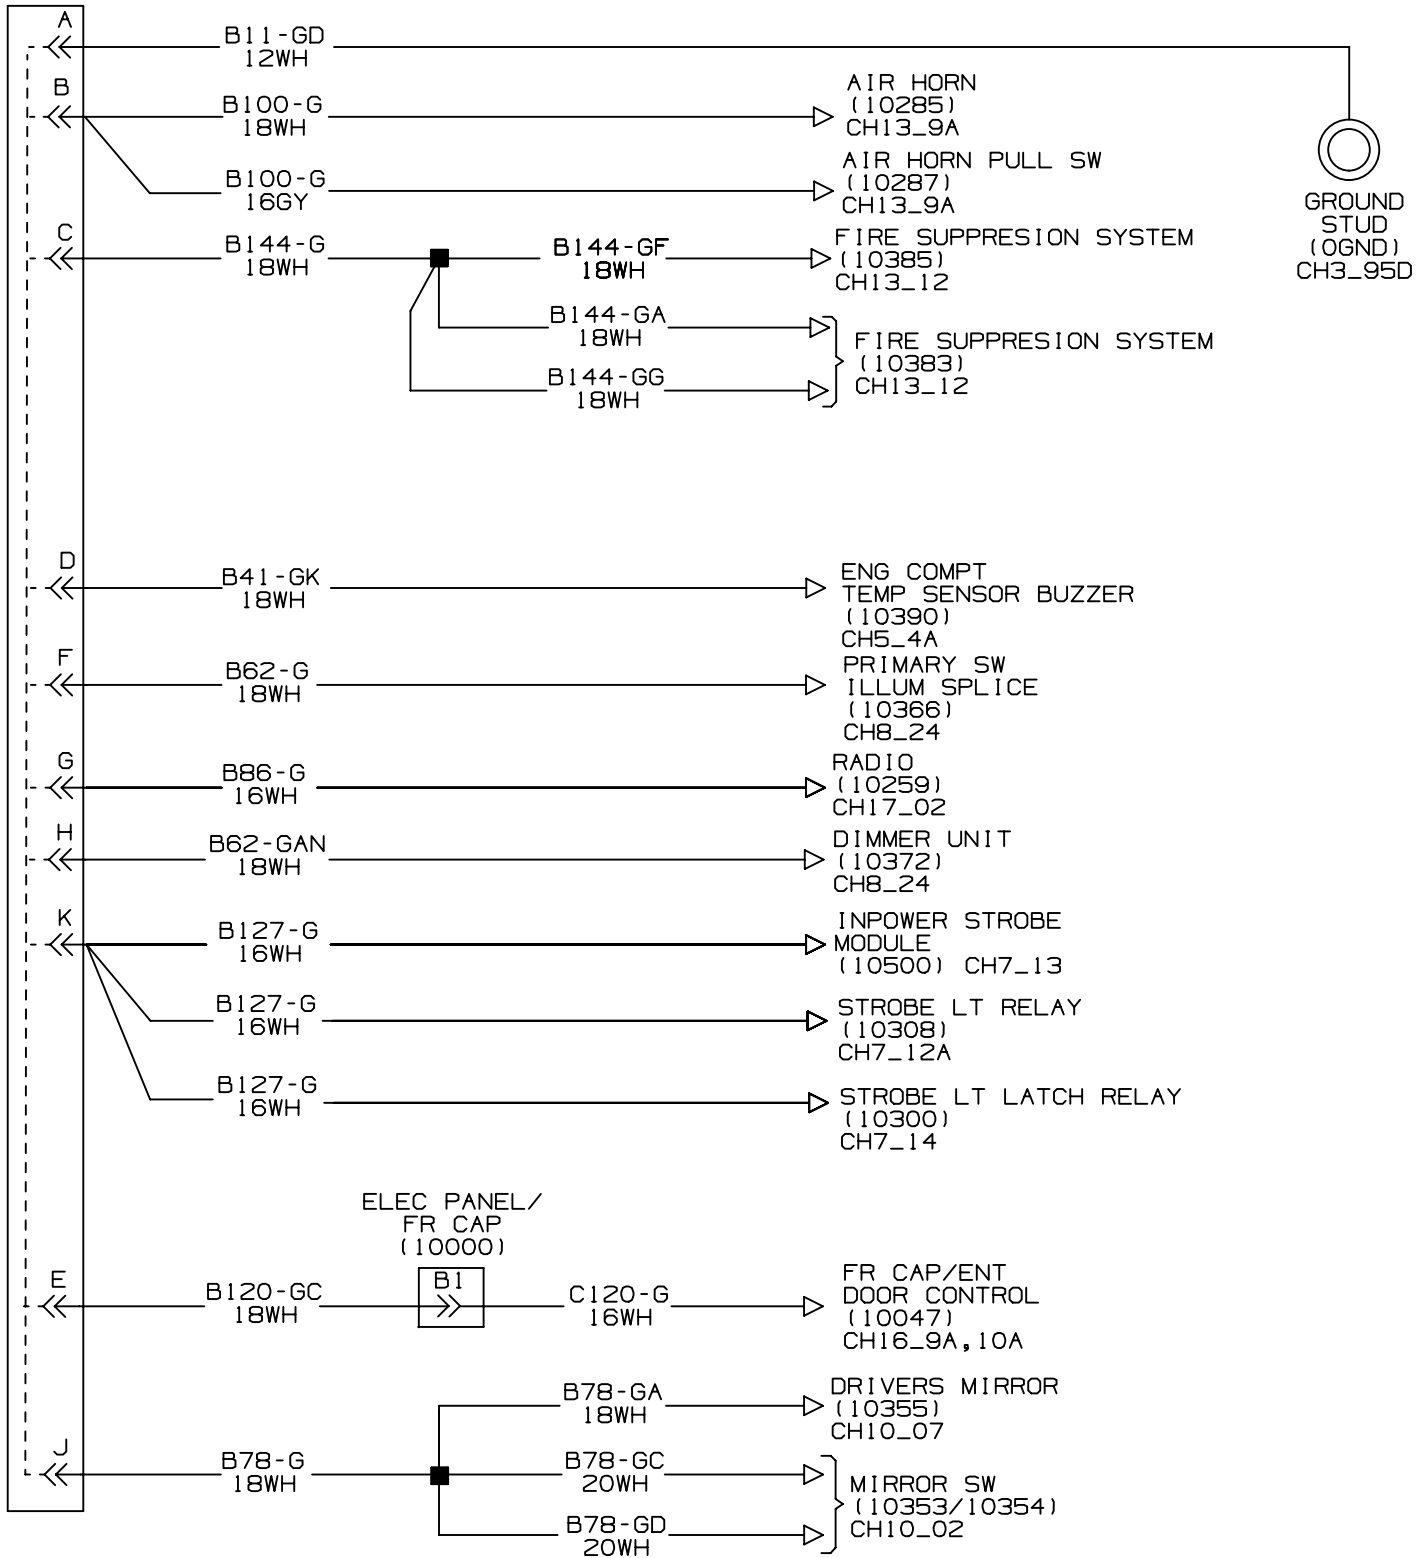 A
B11-GD
12WH
B
B100-G
18WH
AIR HORN
(10285)
CH13_9A
B100-G
16GY
AIR HORN PULL SW
(10287)
CH13_9A
GROUND
STUD
(0GND)
CH3_95D
C
B144-G
18WH
B144-GF
18WH
FIRE SUPPRESION SYSTEM
(10385)
CH13_12
B144-GA
18WH
B144-GG
18WH
FIRE SUPPRESION SYSTEM
(10383)
CH13_12
D
B41-GK
18WH
ENG COMPT
TEMP SENSOR BUZZER
(10390)
CH5_4A
F
B62-G
18WH
PRIMARY SW
ILLUM SPLICE
(10366)
CH8_24
G
B86-G
16WH
RADIO
(10259)
CH17_02
H
B62-GAN
18WH
DIMMER UNIT
(10372)
CH8_24
K
B127-G
16WH
INPOWER STROBE
MODULE
(10500) CH7_13
B127-G
16WH
STROBE LT RELAY
(10308)
CH7_12A
B127-G
16WH
STROBE LT LATCH RELAY
(10300)
CH7_14
ELEC PANEL/
FR CAP
(10000)
E
B120-GC
18WH
B1
C120-G
16WH
FR CAP/ENT
DOOR CONTROL
(10047)
CH16_9A,10A
B78-GA
18WH
DRIVERS MIRROR
(10355)
CH10_07
J
B78-G
18WH
B78-GC
20WH
B78-GD
20WH
MIRROR SW
(10353/10354)
CH10_02